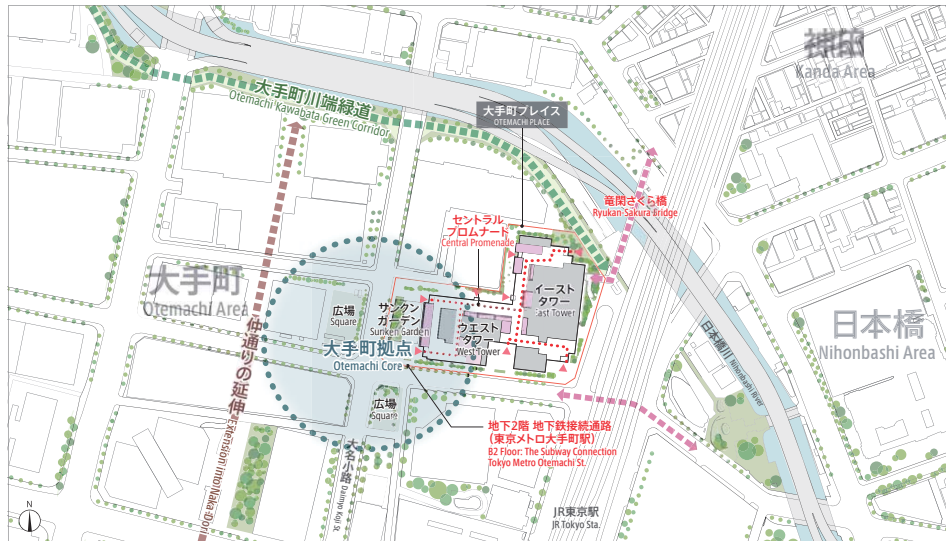 神田
Kanda Area
大手町川端緑道
Otemachi Kawabata Green Corridor
大手町プレイス
OTEMACHI PLACE
竜閑さくら橋
Ryukan Sakura Bridge
セントラル
プロムナード
Central Promenade
大手町
Otemachi Area
イースト
タワー
East Tower
広場
Square
サンクン
ガーデン
Sunken Garden
ウエスト
タワー
West Tower
日本橋
Nihonbashi Area
日本橋川 Nihonbashi River
大手町拠点
Otemachi Core
仲通りの延伸
Extension into Naka-Dori
広場
Square
地下2階 地下鉄接続通路
(東京メトロ大手町駅)
B2 Floor: The Subway Connection
Tokyo Metro Otemachi St.
大名小路 Daimyo Koji St.
JR東京駅
JR Tokyo Sta.
N